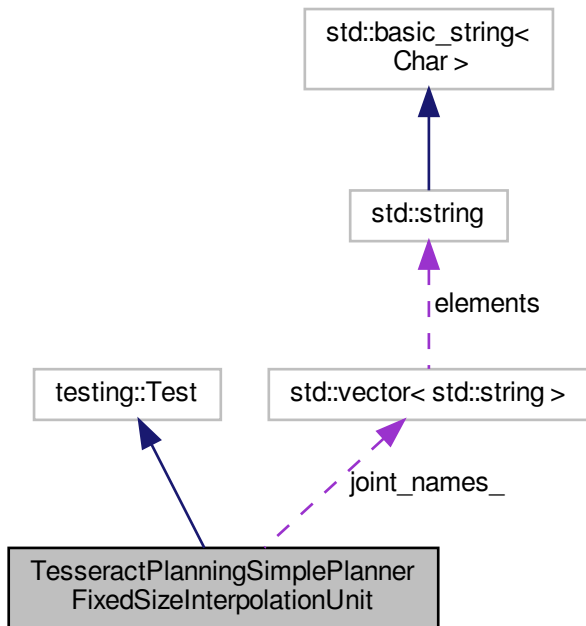 std::basic_string<
Char >
std::string
elements
testing::Test
std::vector< std::string >
joint_names_
TesseractPlanningSimplePlanner
FixedSizeInterpolationUnit